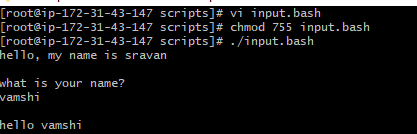 [root@ip-172-31-43-147 scripts]# vi input.bash
[root@ip-172-31-43-147 scripts]# chmod 755 input.bash
[root@ip-172-31-43-147 scripts]# ./input.bash
hello, my name is sravan
what is your name?
vamshi
hello vamshi